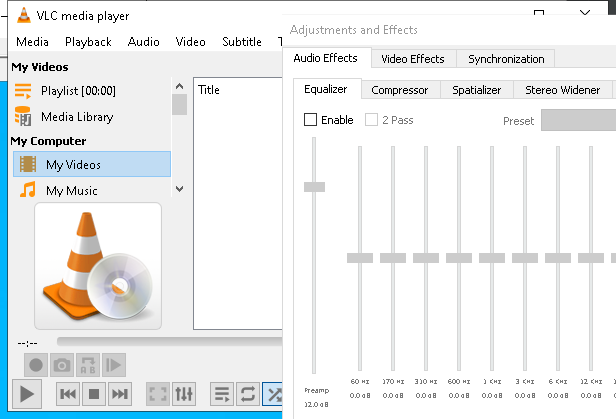 VLC media player
Media Playback Audio Video Subtitle
My Videos
Playlist [00:00]
Media Library
My Computer
My Videos
My Music
Title
--:--
Adjustments and Effects
Audio Effects Video Effects Synchronization
Equalizer Compressor Spatializer Stereo Widener
Enable 2 Pass Preset
60 Hz 170 Hz 310 Hz 600 Hz 1 KHz 3 KHz 6 KHz 12 KHz
Preamp 0.0 dB 0.0 dB 0.0 dB 0.0 dB 0.0 dB 0.0 dB 0.0 dB 0.0 dB
12.0 dB